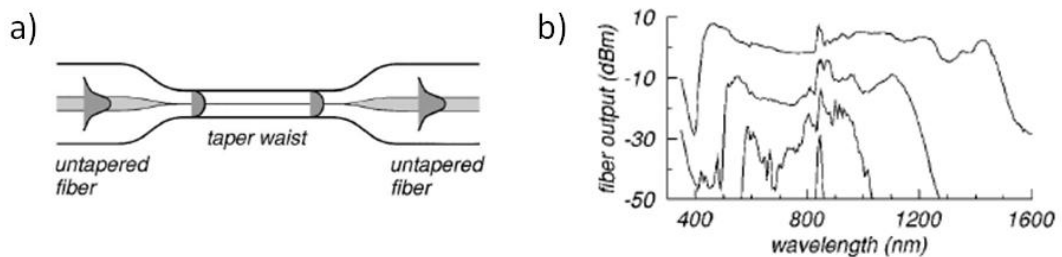 a)
taper waist
untapered
fiber
untapered
fiber
b)
fiber output (dBm)
10
-10
-30
-50
400 800 1200 1600
wavelength (nm)